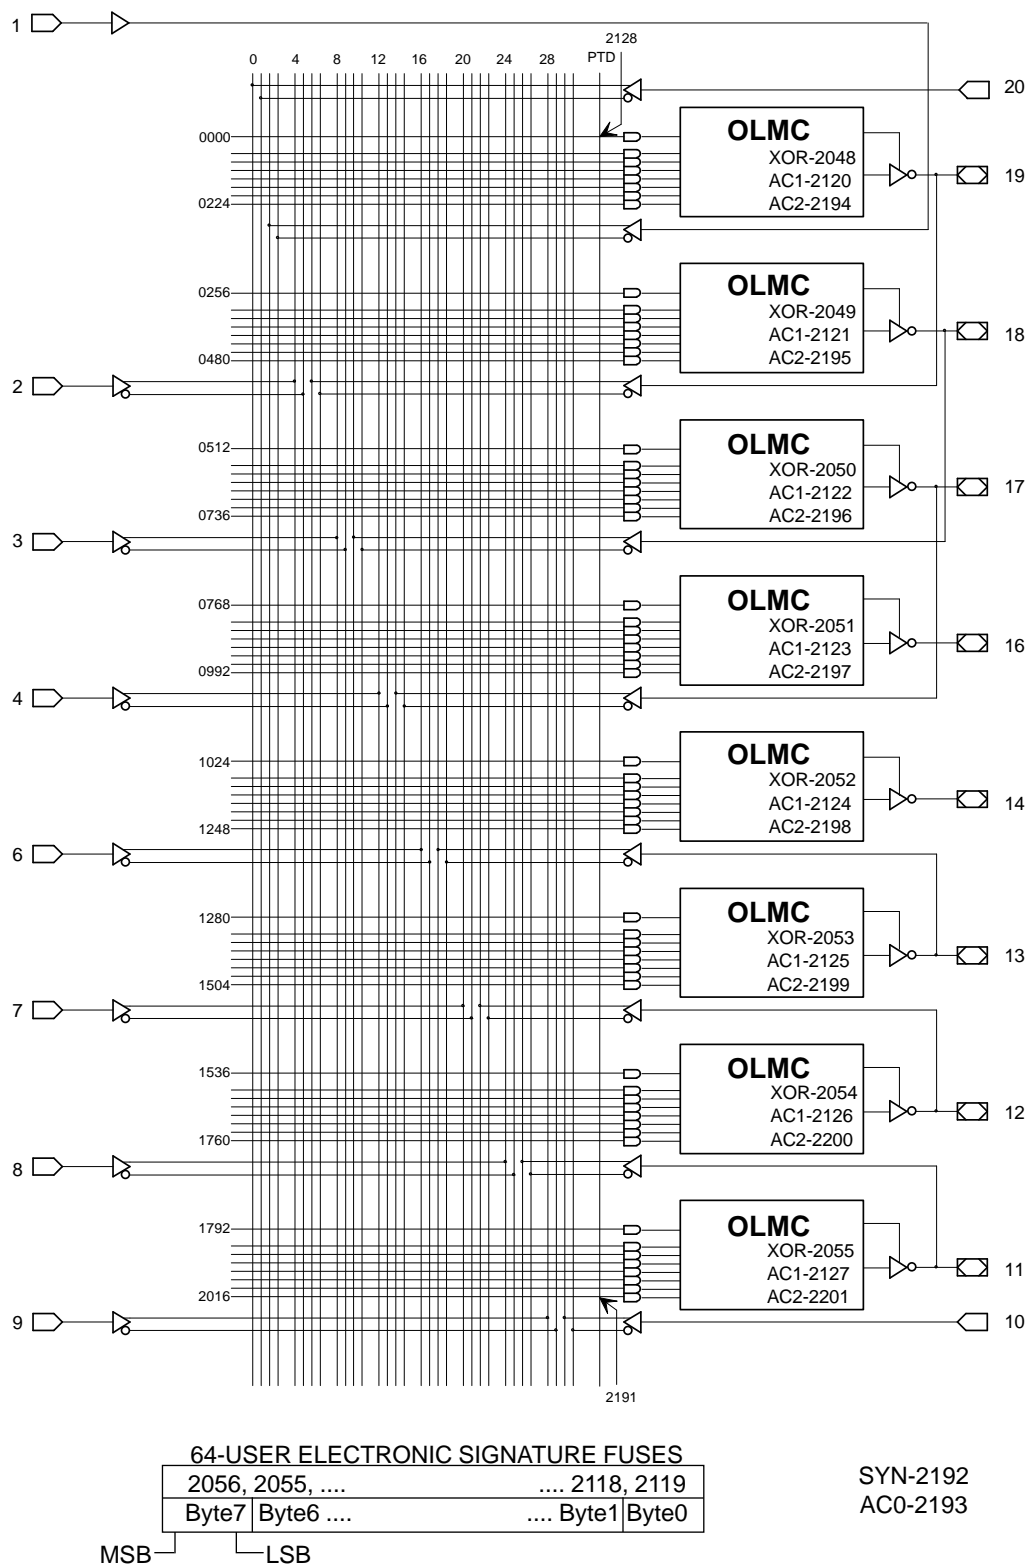 1
2128
0 4 8 12 16 20 24 28 PTD
20
0000
OLMC
XOR-2048
AC1-2120
AC2-2194
19
0224
0256
OLMC
XOR-2049
AC1-2121
AC2-2195
18
0480
2
0512
OLMC
XOR-2050
AC1-2122
AC2-2196
17
0736
3
0768
OLMC
XOR-2051
AC1-2123
AC2-2197
16
0992
4
1024
OLMC
XOR-2052
AC1-2124
AC2-2198
14
1248
6
1280
OLMC
XOR-2053
AC1-2125
AC2-2199
13
1504
7
1536
OLMC
XOR-2054
AC1-2126
AC2-2200
12
1760
8
1792
OLMC
XOR-2055
AC1-2127
AC2-2201
11
2016
9
10
2191
64-USER ELECTRONIC SIGNATURE FUSES
2056, 2055, .... .... 2118, 2119
Byte7 Byte6 .... .... Byte1 Byte0
MSB LSB
SYN-2192
AC0-2193